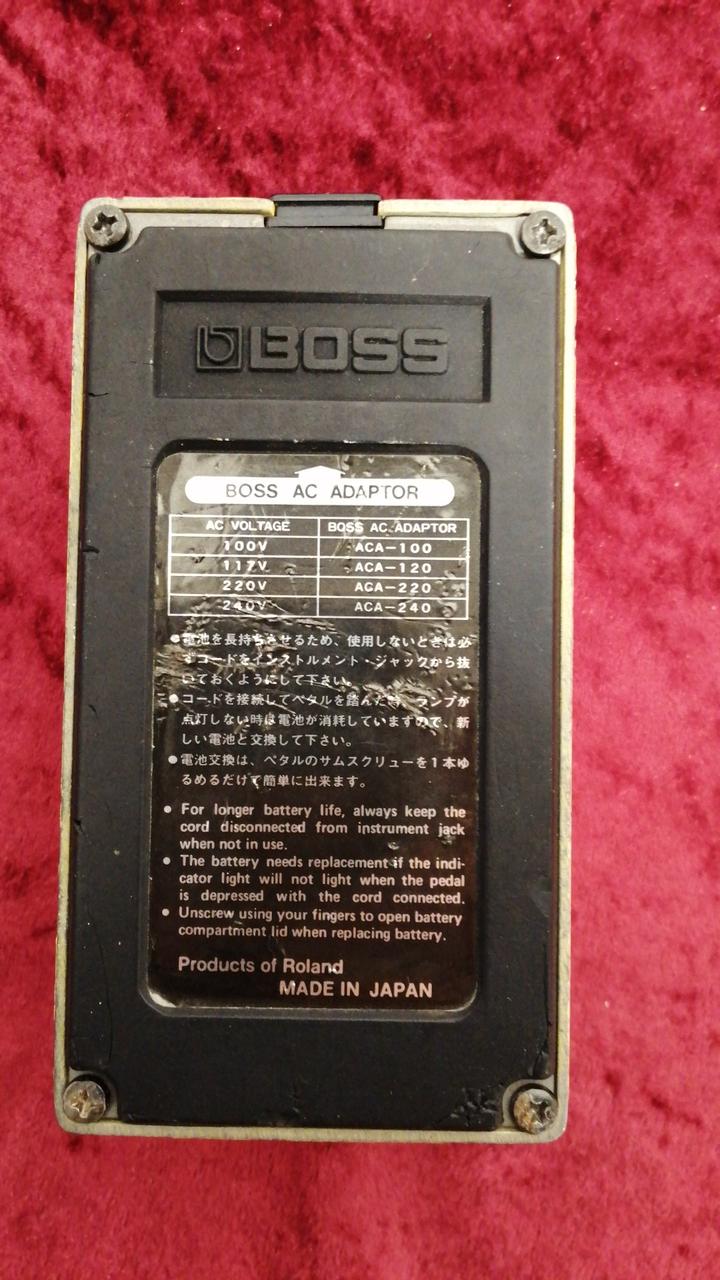 BOSS
BOSS AC ADAPTOR
AC VOLTAGE BOSS AC ADAPTOR
100V ACA-100
117V ACA-120
220V ACA-220
240V ACA-240
●電池を長持ちさせるため、使用しないときは必
ずコードをインストルメント・ジャックから抜
いておくようにして下さい。
●コードを接続してペタルを踏んだ時、ランプが
点灯しない時は電池が消耗していますので、新
しい電池と交換して下さい。
●電池交換は、ペタルのサムスクリューを1本ゆ
るめるだけで簡単に出来ます。
● For longer battery life, always keep the
cord disconnected from instrument jack
when not in use.
● The battery needs replacement if the indi-
cator light will not light when the pedal
is depressed with the cord connected.
● Unscrew using your fingers to open battery
compartment lid when replacing battery.
Products of Roland
MADE IN JAPAN